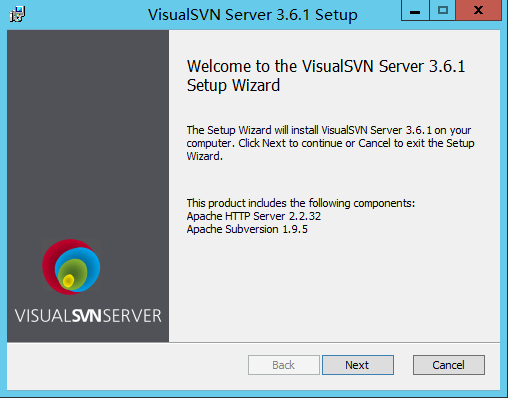 VisualSVN Server 3.6.1 Setup
Welcome to the VisualSVN Server 3.6.1
Setup Wizard
The Setup Wizard will install VisualSVN Server 3.6.1 on your
computer. Click Next to continue or Cancel to exit the Setup
Wizard.
This product includes the following components:
Apache HTTP Server 2.2.32
Apache Subversion 1.9.5
VISUALSVNSERVER
Back
Next
Cancel